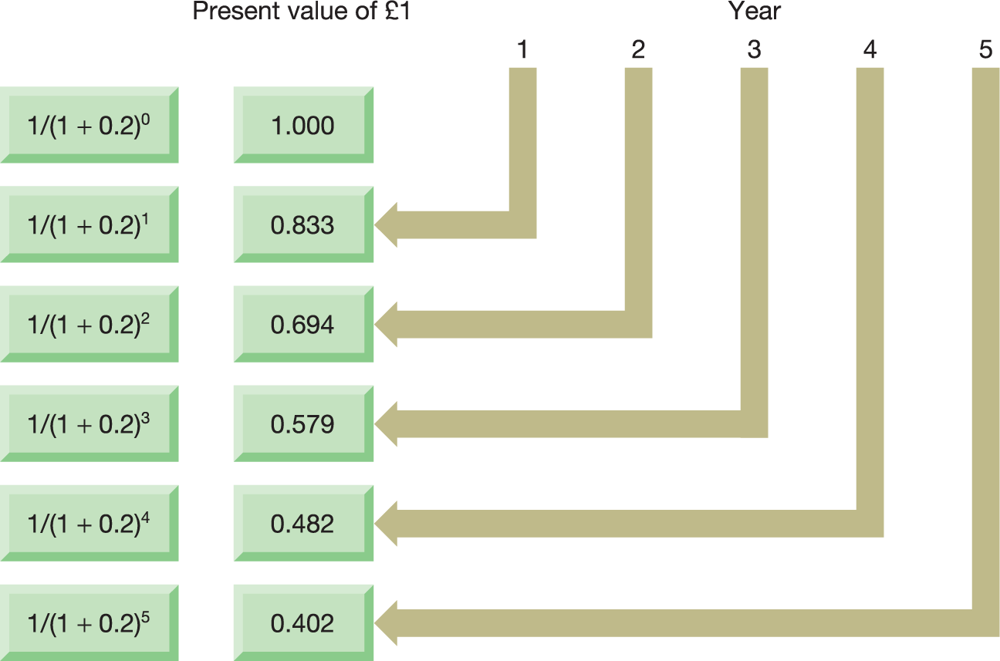 Present value of £1 Year
1 2 3 4 5
1/(1 + 0.2)⁰ 1.000
1/(1 + 0.2)¹ 0.833
1/(1 + 0.2)² 0.694
1/(1 + 0.2)³ 0.579
1/(1 + 0.2)⁴ 0.482
1/(1 + 0.2)⁵ 0.402